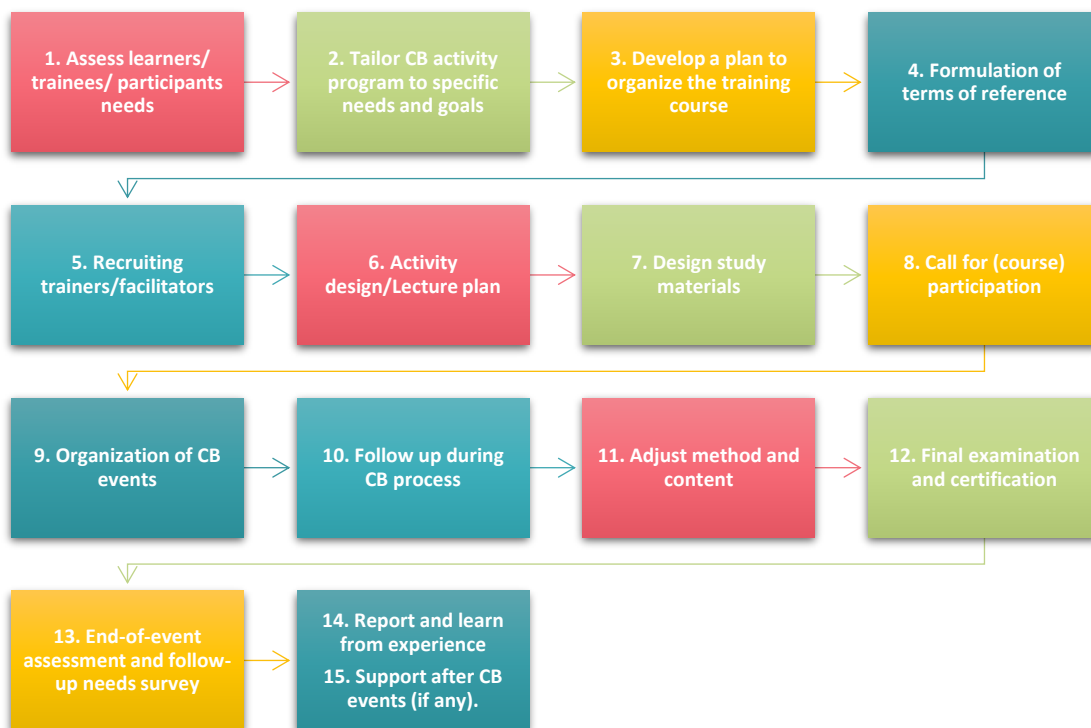 1. Assess learners/
trainees/ participants
needs
2. Tailor CB activity
program to specific
needs and goals
3. Develop a plan to
organize the training
course
4. Formulation of
terms of reference
5. Recruiting
trainers/facilitators
6. Activity
design/Lecture plan
7. Design study
materials
8. Call for (course)
participation
9. Organization of CB
events
10. Follow up during
CB process
11. Adjust method and
content
12. Final examination
and certification
13. End-of-event
assessment and follow-
up needs survey
14. Report and learn
from experience
15. Support after CB
events (if any).